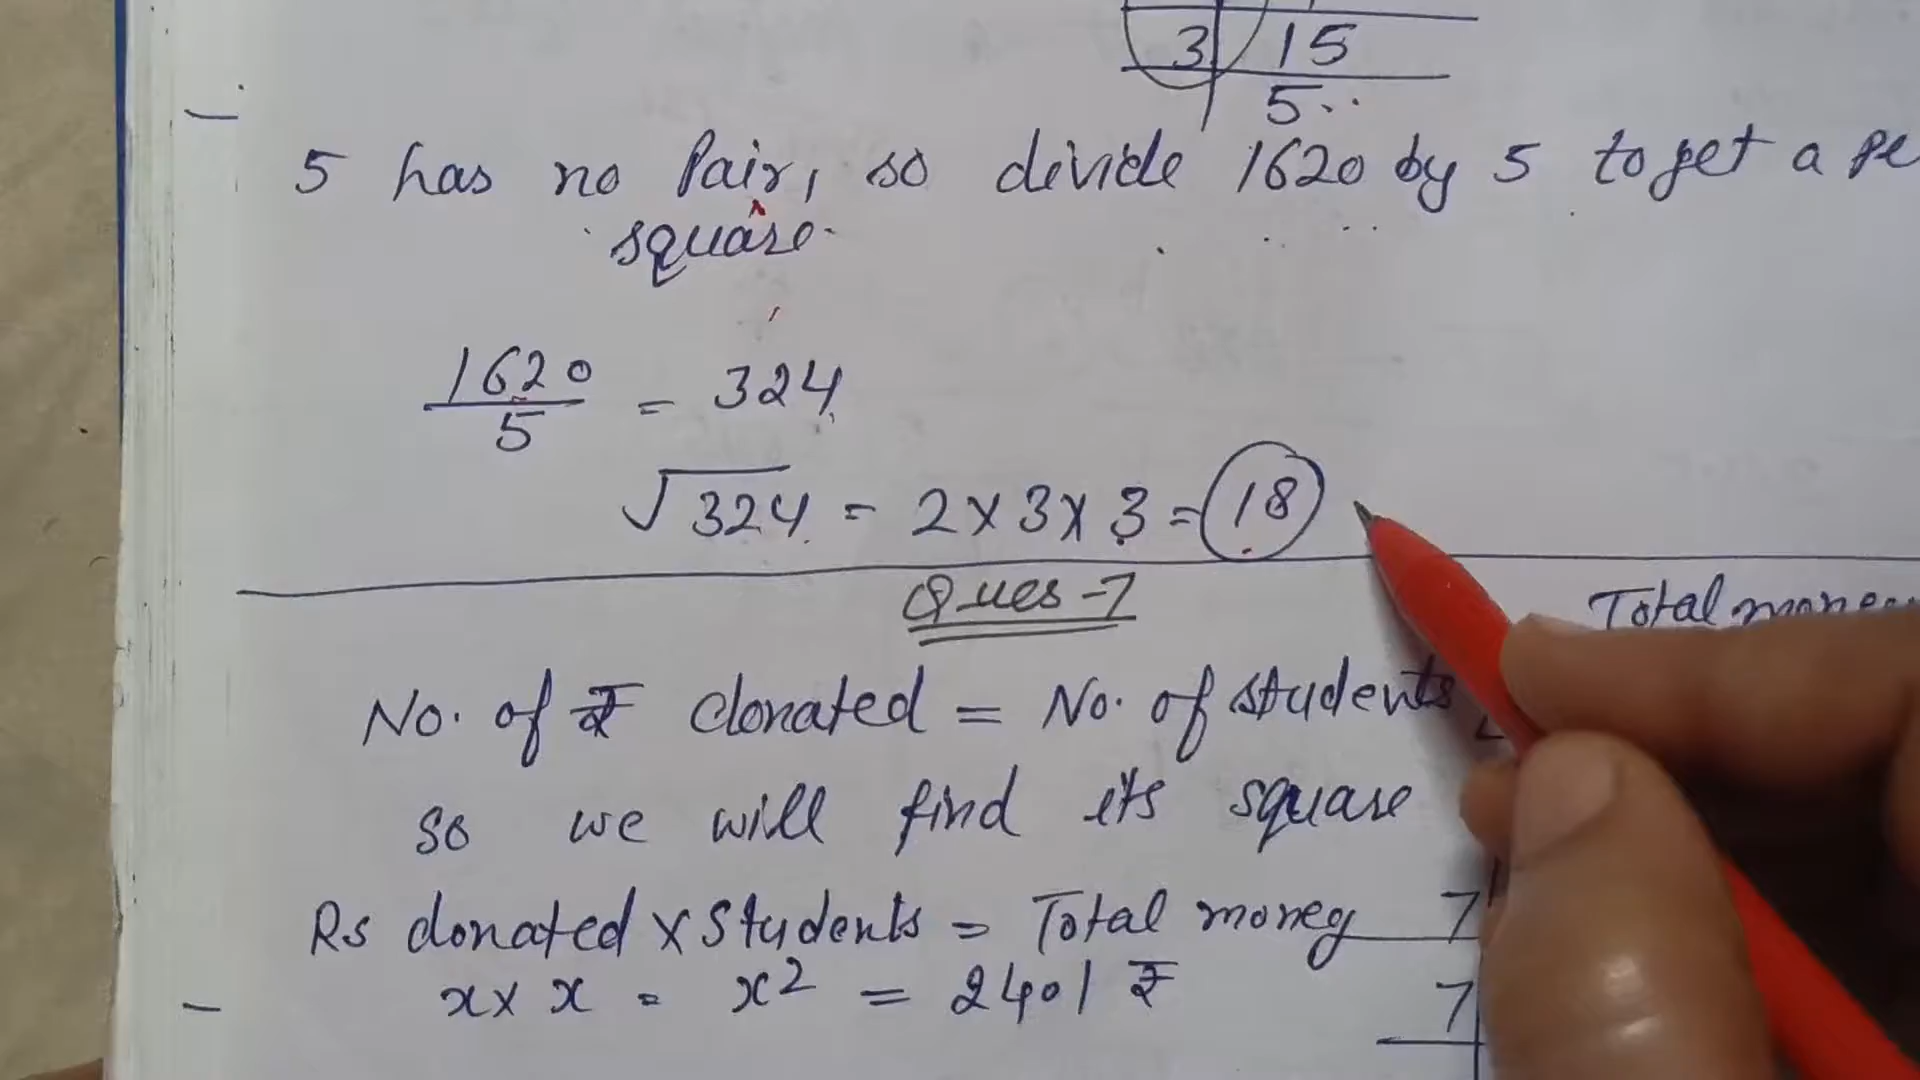 3 | 15
5..
5 has no Pair, so divide 1620 by 5 to get a pe
square.
1620/5 = 324
√324 = 2 x 3 x 3 = 18
Ques-7
Total money
No. of ₹ donated = No. of students
so we will find its square
Rs donated x Students = Total money 7
x x x = x² = 2401 ₹ 7